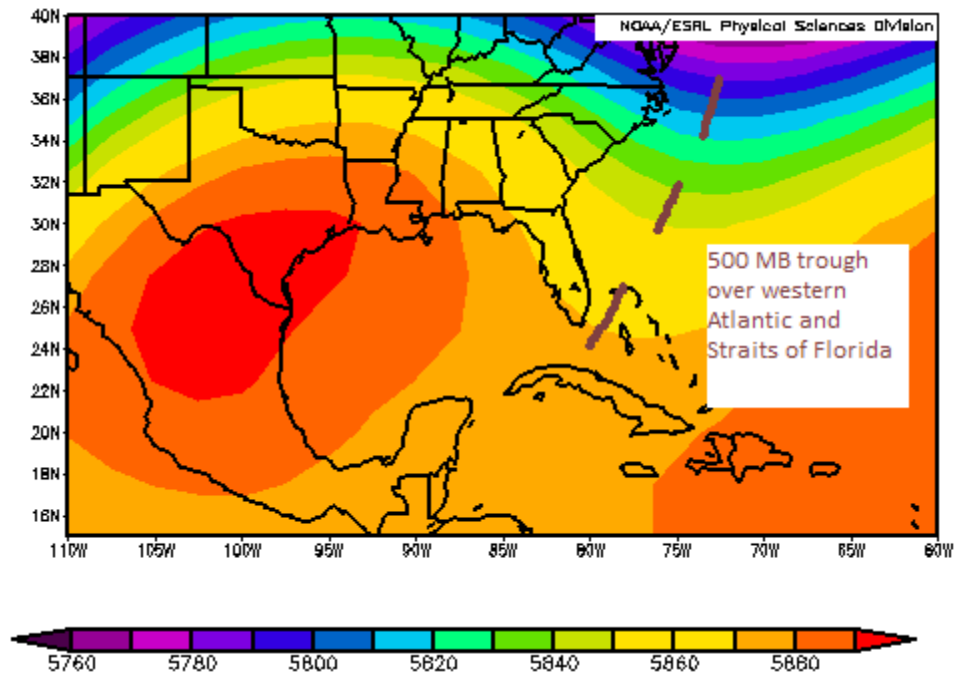 40N
NOAA/ESRL Physical Sciences Division
38N
36N
34N
32N
30N
28N
500 MB trough
over western
Atlantic and
Straits of Florida
26N
24N
22N
20N
18N
16N
110W 105W 100W 95W 90W 85W 80W 75W 70W 65W 60W
5760 5780 5800 5820 5840 5860 5880